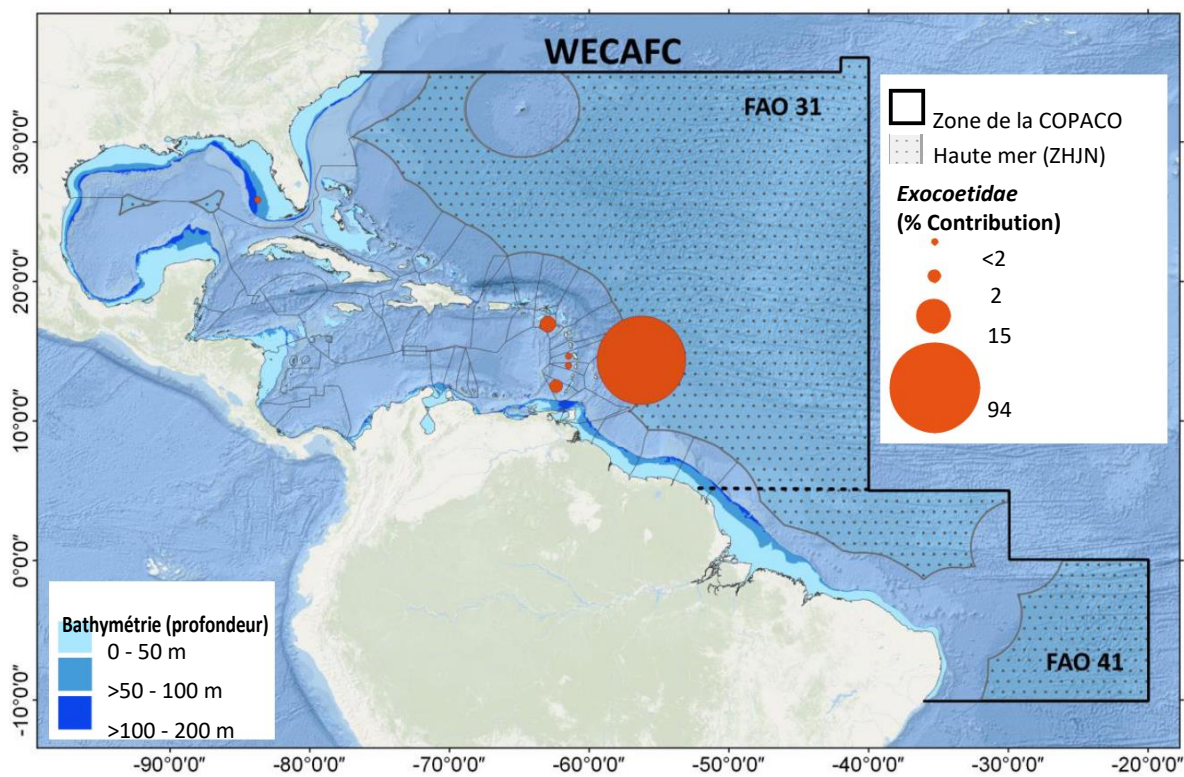 WECAFC
FAO 31
Zone de la COPACO
Haute mer (ZHJN)
Exocoetidae
(% Contribution)
<2
2
15
94
30°0'0"
20°0'0"
10°0'0"
0°0'0"
-10°0'0"
Bathymétrie (profondeur)
0 - 50 m
>50 - 100 m
>100 - 200 m
FAO 41
-90°0'0" -80°0'0" -70°0'0" -60°0'0" -50°0'0" -40°0'0" -30°0'0" -20°0'0"